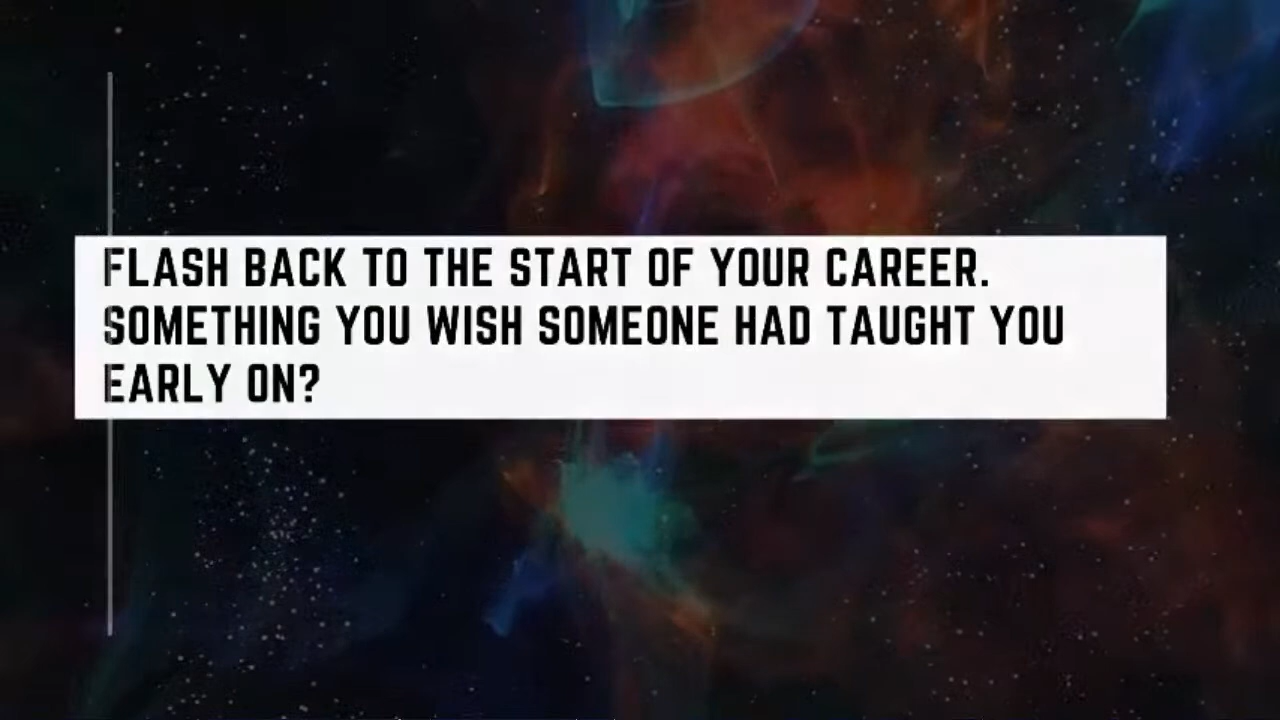 FLASH BACK TO THE START OF YOUR CAREER.
SOMETHING YOU WISH SOMEONE HAD TAUGHT YOU
EARLY ON?